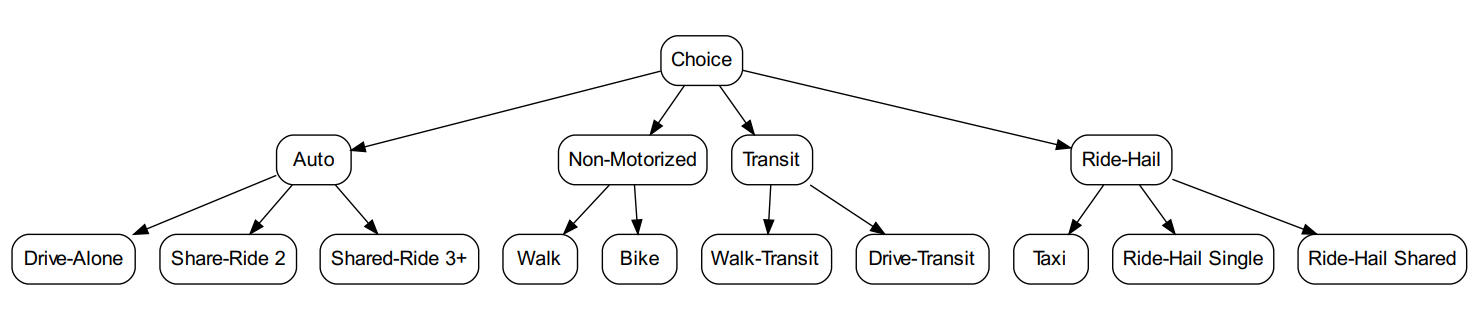 Choice
Auto
Non-Motorized
Transit
Ride-Hail
Drive-Alone
Share-Ride 2
Shared-Ride 3+
Walk
Bike
Walk-Transit
Drive-Transit
Taxi
Ride-Hail Single
Ride-Hail Shared